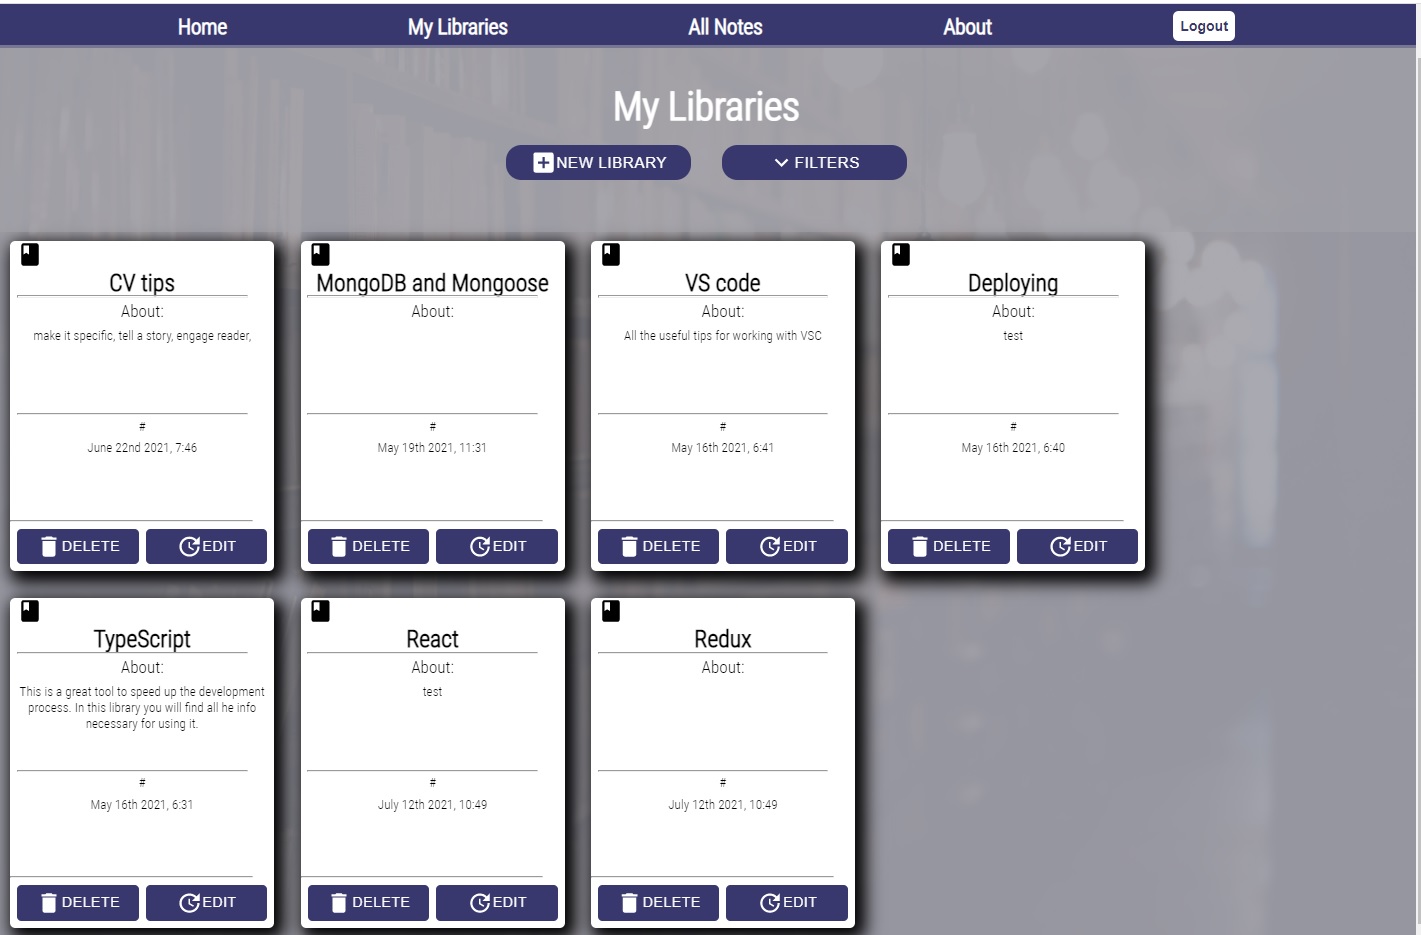 Home
My Libraries
All Notes
About
Logout
My Libraries
NEW LIBRARY
FILTERS
CV tips
About:
make it specific, tell a story, engage reader,
#
June 22nd 2021, 7:46
DELETE
EDIT
MongoDB and Mongoose
About:
#
May 19th 2021, 11:31
DELETE
EDIT
VS code
About:
All the useful tips for working with VSC
#
May 16th 2021, 6:41
DELETE
EDIT
Deploying
About:
test
#
May 16th 2021, 6:40
DELETE
EDIT
TypeScript
About:
This is a great tool to speed up the development
process. In this library you will find all he info
necessary for using it.
#
May 16th 2021, 6:31
DELETE
EDIT
React
About:
test
#
July 12th 2021, 10:49
DELETE
EDIT
Redux
About:
#
July 12th 2021, 10:49
DELETE
EDIT